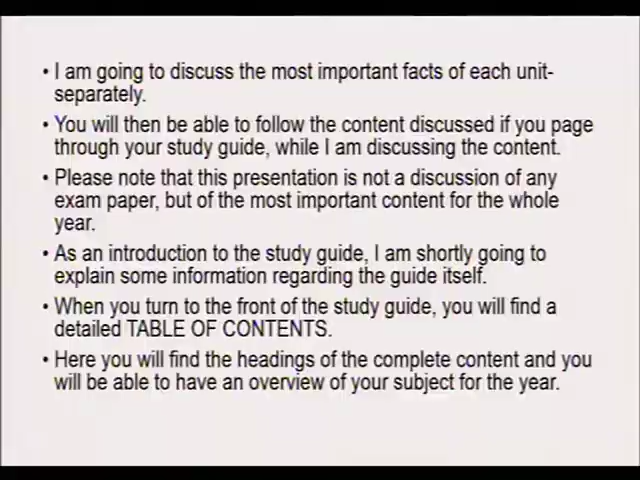 • I am going to discuss the most important facts of each unit-
separately.
• You will then be able to follow the content discussed if you page
through your study guide, while I am discussing the content.
• Please note that this presentation is not a discussion of any
exam paper, but of the most important content for the whole
year.
• As an introduction to the study guide, I am shortly going to
explain some information regarding the guide itself.
• When you turn to the front of the study guide, you will find a
detailed TABLE OF CONTENTS.
• Here you will find the headings of the complete content and you
will be able to have an overview of your subject for the year.